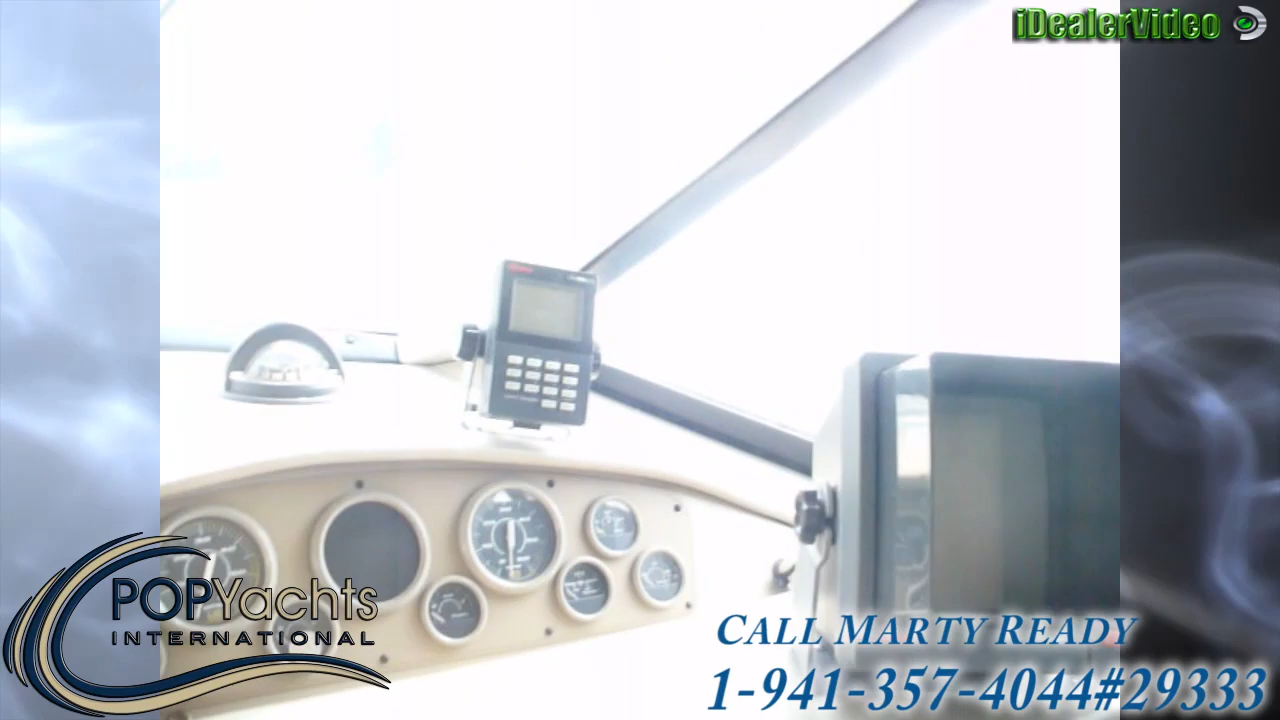 iDealerVideo
POPYachts
INTERNATIONAL
CALL MARTY READY
1-941-357-4044#29333